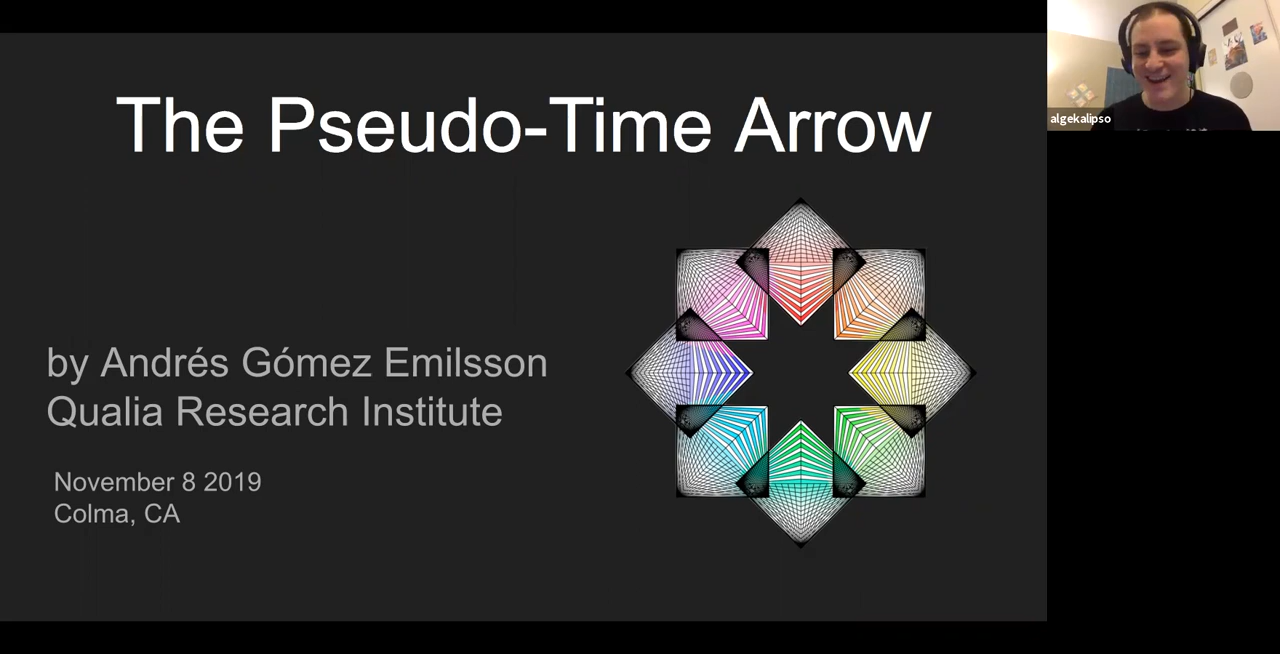 The Pseudo-Time Arrow
by Andrés Gómez Emilsson
Qualia Research Institute
November 8 2019
Colma, CA
algekalipso